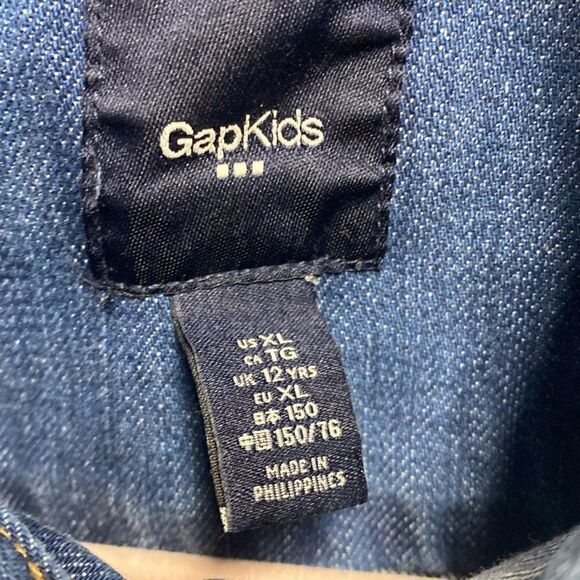 GapKids
US XL
CA TG
UK 12 YRS
EU XL
日本 150
中国 150/76
MADE IN
PHILIPPINES